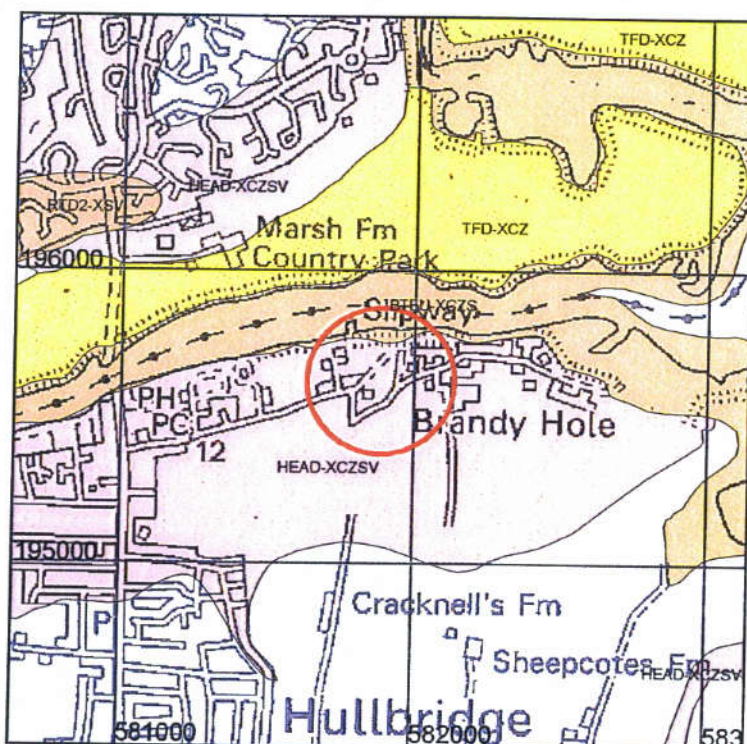 TFD-XCZ
HEAD-XCZSV
RTD2-XSV
Marsh Fm
Country Park
TFD-XCZ
196000
Slipway
PH
PC
12
Brandy Hole
HEAD-XCZSV
195000
P
Cracknell's Fm
Sheepcotes Fm
HEAD-XCZSV
Hullbridge
581000
582000
583